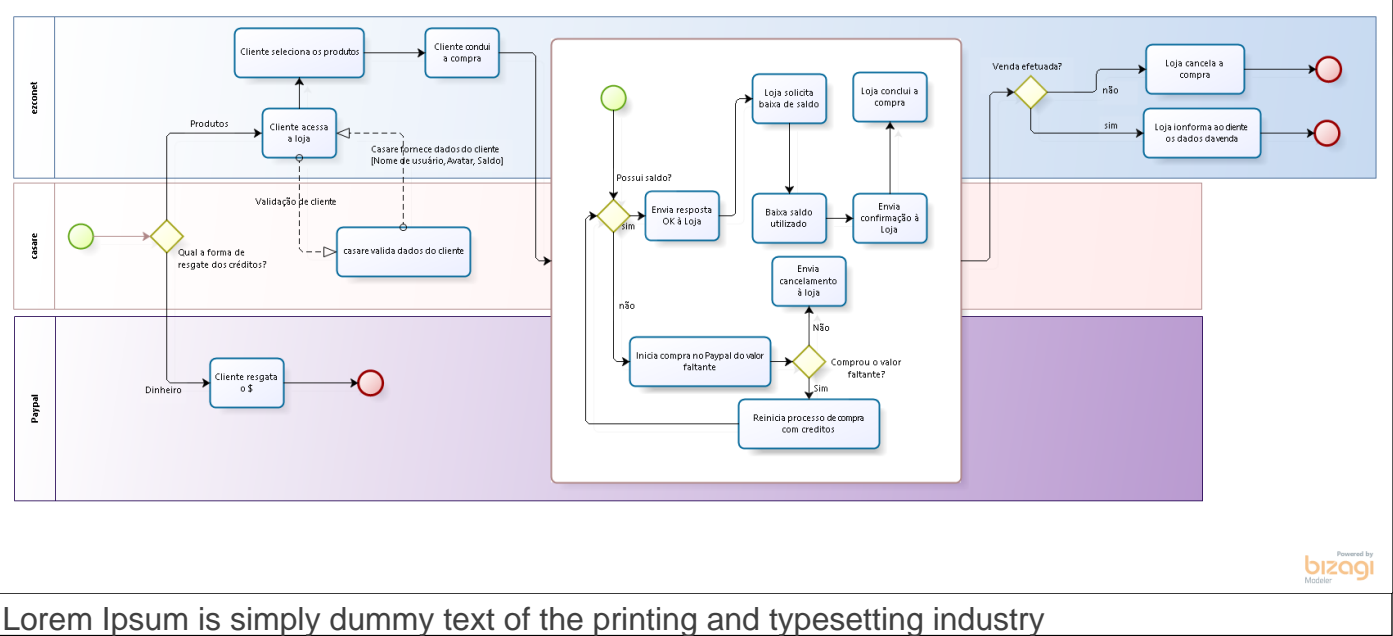 ezzonet
Cliente seleciona os produtos
Cliente condui
a compra
Produtos
Cliente acessa
a loja
Casare fornece dados do cliente
[Nome de usuário, Avatar, Saldo]
Loja solicita
baixa de saldo
Loja conclui a
compra
Venda efetuada?
não
Loja cancela a
compra
sim
Loja ionforma ao cliente
os dados da venda
casare
Qual a forma de
resgate dos créditos?
Validação de cliente
casare valida dados do cliente
Possui saldo?
sim
Envia resposta
OK à Loja
Baixa saldo
utilizado
Envia
confirmação à
Loja
não
Envia
cancelamento
à loja
Não
Paypal
Dinheiro
Cliente resgata
o $
Inicia compra no Paypal do valor
faltante
Comprou o valor
faltante?
Sim
Reinicia processo de compra
com creditos
Powered by
bizagi
Modeler
Lorem Ipsum is simply dummy text of the printing and typesetting industry